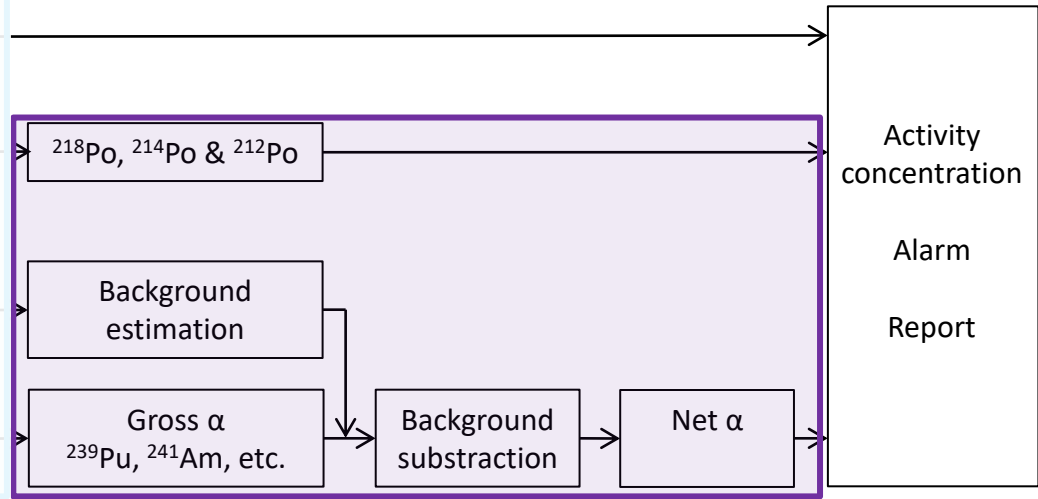 ²¹⁸Po, ²¹⁴Po & ²¹²Po
Background
estimation
Gross α
²³⁹Pu, ²⁴¹Am, etc.
Background
substraction
Net α
Activity
concentration
Alarm
Report